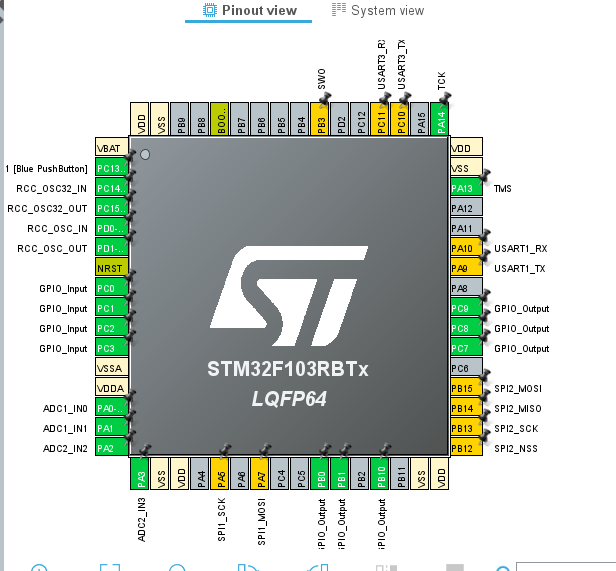 Pinout view
System view
SWO
USART3_R
USART3_TX
TCK
VDD
VSS
PB9
PB8
BOO..
PB7
PB6
PB5
PB4
PB3
PD2
PC12
PC11
PC10
PA15
PA14
VBAT
1 [Blue PushButton]
PC13..
RCC_OSC32_IN
PC14..
RCC_OSC32_OUT
PC15..
RCC_OSC_IN
PD0-..
RCC_OSC_OUT
PD1-..
NRST
GPIO_Input
PC0
GPIO_Input
PC1
GPIO_Input
PC2
GPIO_Input
PC3
VSSA
VDDA
ADC1_IN0
PA0-..
ADC1_IN1
PA1
ADC2_IN2
PA2
STM32F103RBTx
LQFP64
VDD
VSS
PA13
TMS
PA12
PA11
PA10
USART1_RX
PA9
USART1_TX
PA8
PC9
GPIO_Output
PC8
GPIO_Output
PC7
GPIO_Output
PC6
PB15
SPI2_MOSI
PB14
SPI2_MISO
PB13
SPI2_SCK
PB12
SPI2_NSS
PA3
VSS
VDD
PA4
PA5
PA6
PA7
PC4
PC5
PB0
PB1
PB2
PB10
PB11
VSS
VDD
ADC2_IN3
SPI1_SCK
SPI1_MOSI
GPIO_Output
GPIO_Output
GPIO_Output